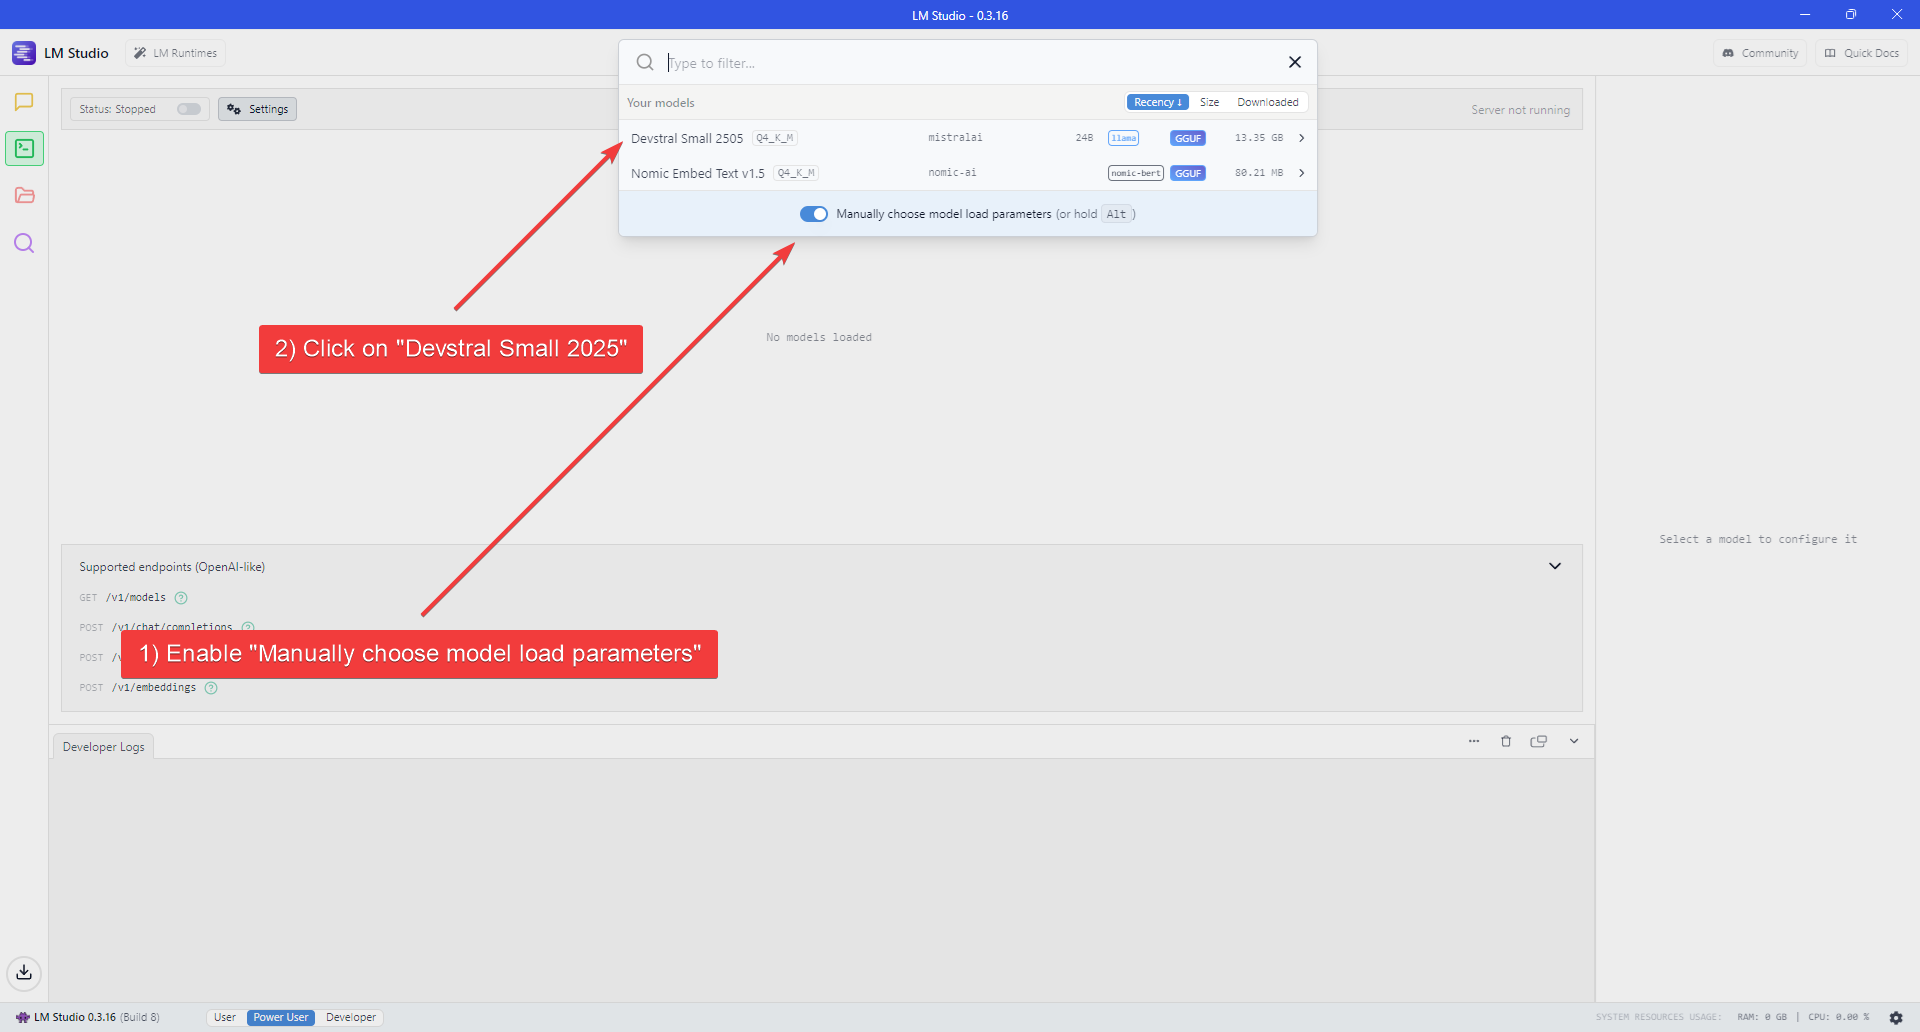 LM Studio - 0.3.16
LM Studio
LM Runtimes
Community
Quick Docs
Type to filter...
Your models
Recency ↓ Size Downloaded
Status: Stopped
Settings
Server not running
Devstral Small 2505 Q4_K_M mistralai 24B llama GGUF 13.35 GB
Nomic Embed Text v1.5 Q4_K_M nomic-ai nomic-bert GGUF 80.21 MB
Manually choose model load parameters (or hold Alt )
2) Click on "Devstral Small 2025"
No models loaded
Select a model to configure it
Supported endpoints (OpenAI-like)
GET /v1/models ?
POST /v1/chat/completions ?
1) Enable "Manually choose model load parameters"
POST /v
POST /v1/embeddings ?
Developer Logs
LM Studio 0.3.16 (Build 8)
User Power User Developer
SYSTEM RESOURCES USAGE: RAM: 0 GB | CPU: 0.00 %